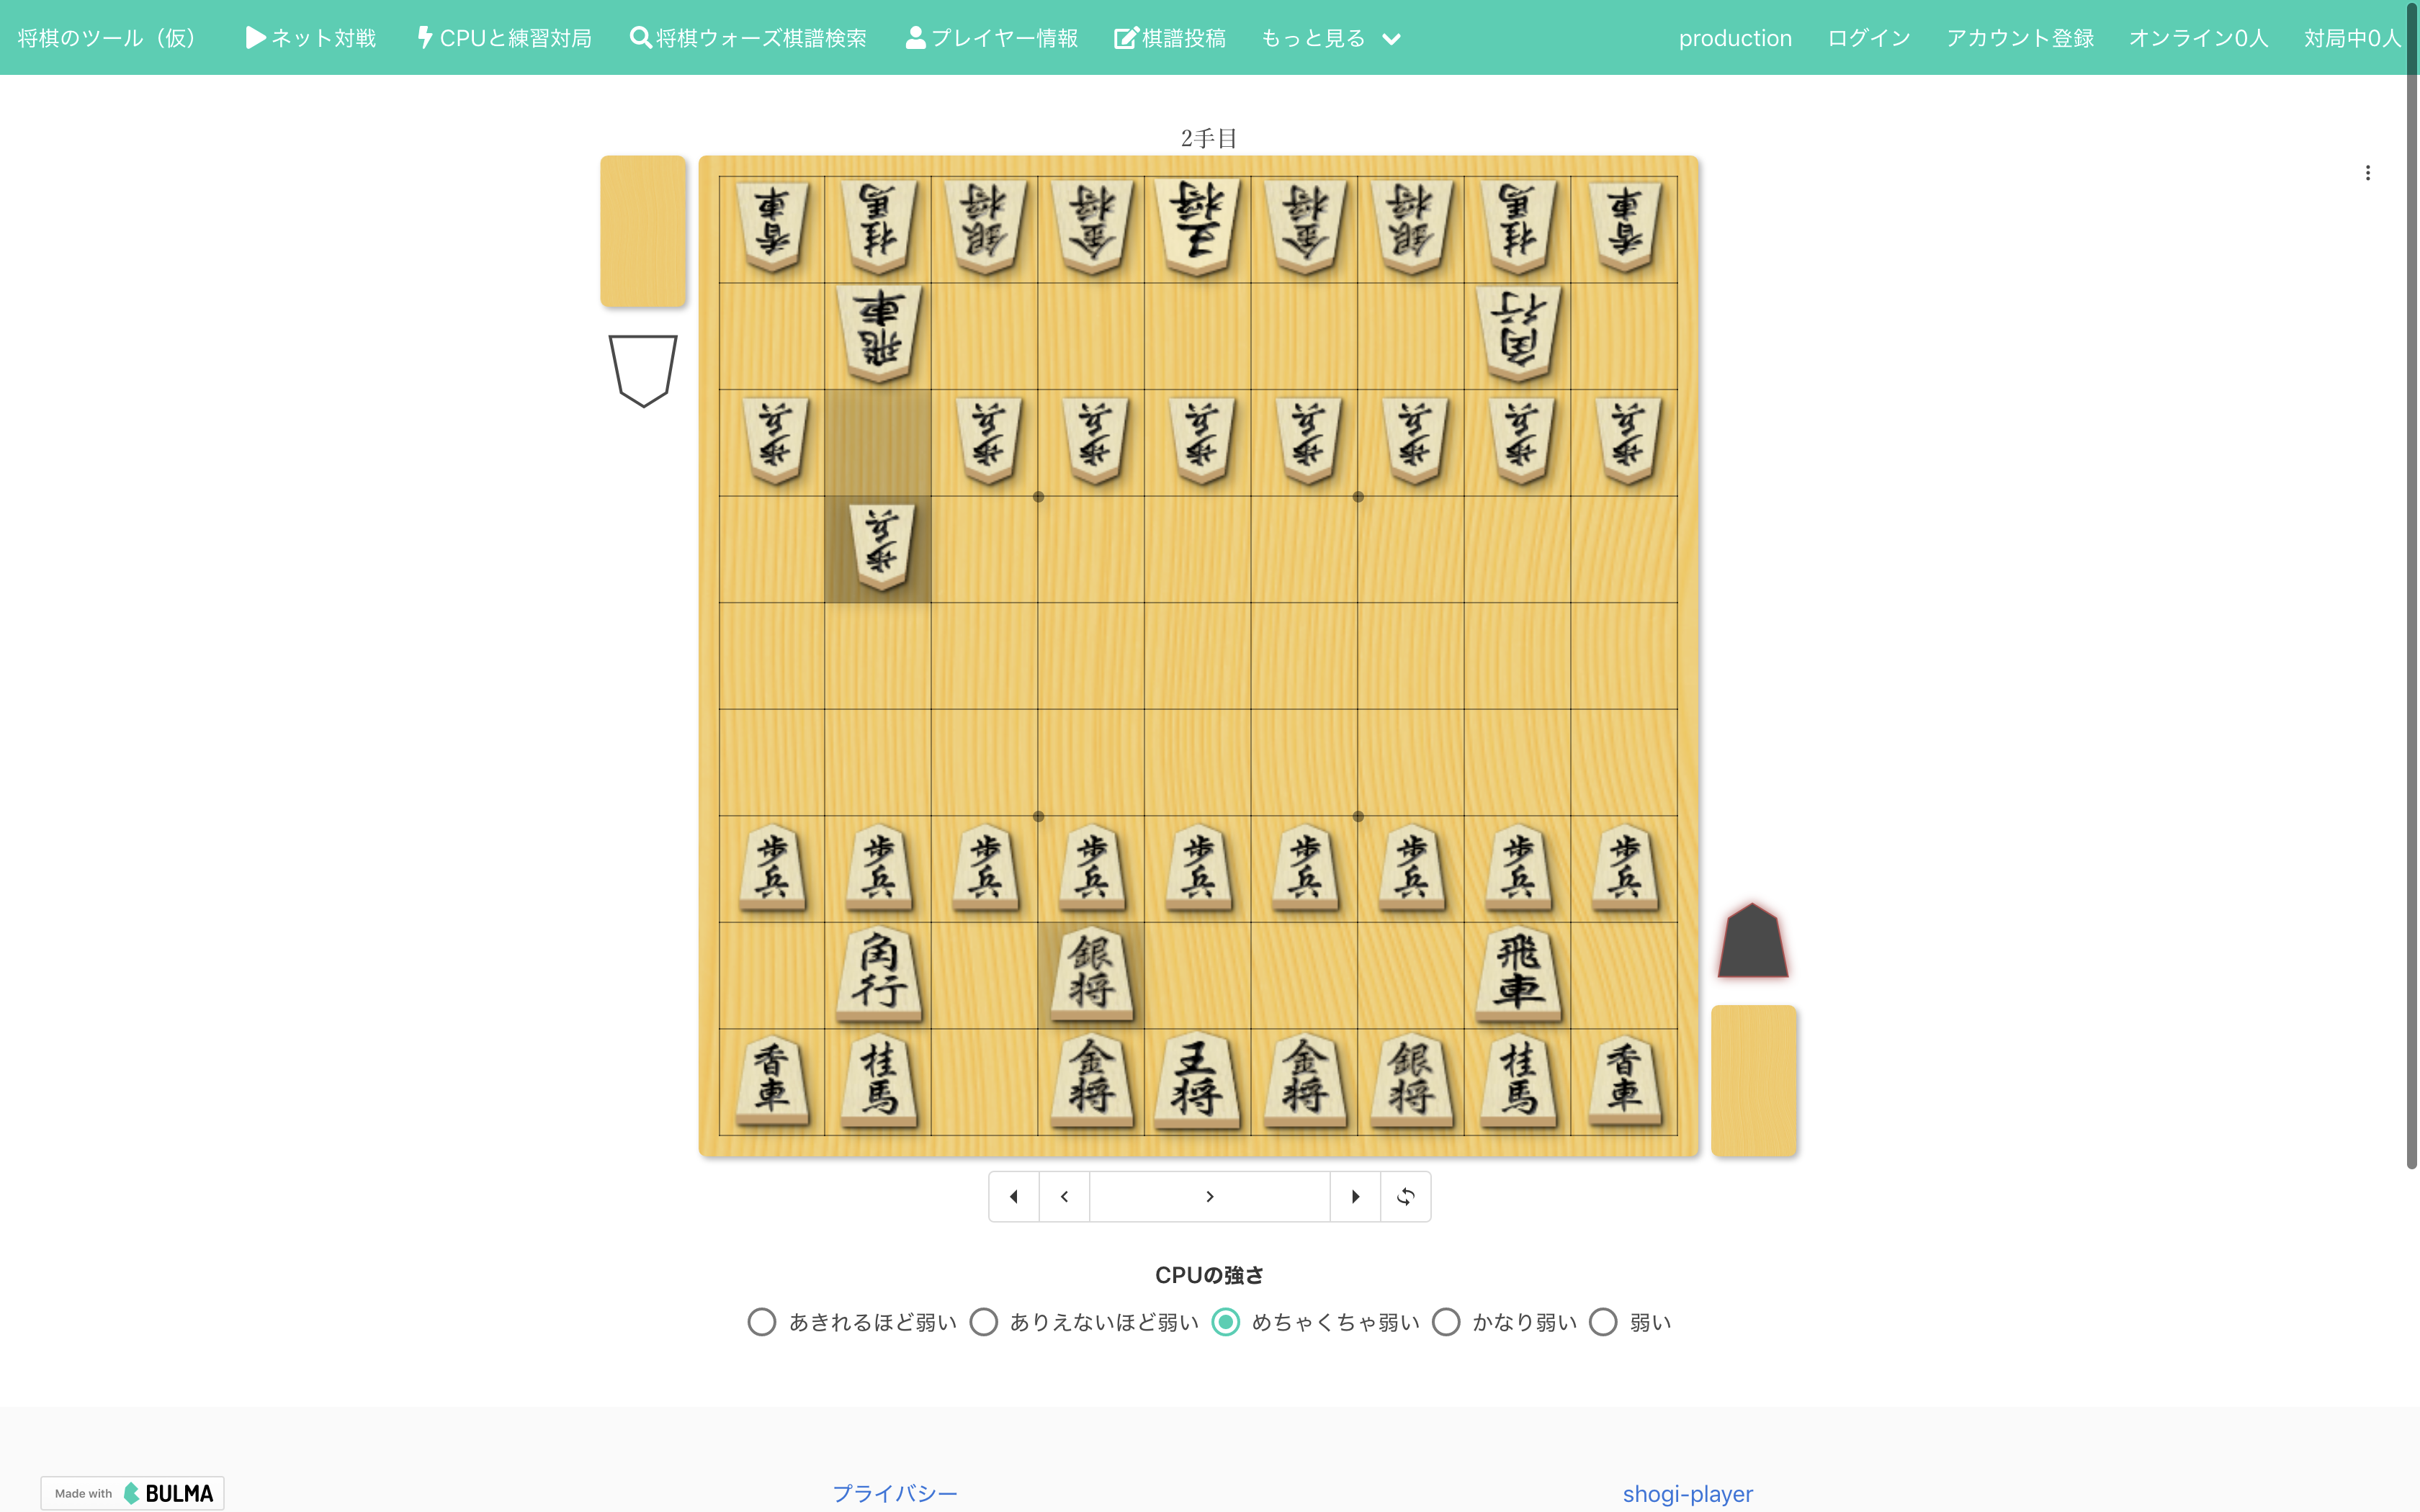 将棋のツール（仮） ネット対戦 CPUと練習対局 将棋ウォーズ棋譜検索 プレイヤー情報 棋譜投稿 もっと見る production ログイン アカウント登録 オンライン0人 対局中0人
2手目
香車 桂馬 銀将 金将 王将 金将 銀将 桂馬 香車
飛車 角行
歩兵 歩兵 歩兵 歩兵 歩兵 歩兵 歩兵 歩兵
歩兵
歩兵 歩兵 歩兵 歩兵 歩兵 歩兵 歩兵 歩兵 歩兵
角行 銀将 飛車
香車 桂馬 金将 王将 金将 銀将 桂馬 香車
CPUの強さ
あきれるほど弱い ありえないほど弱い めちゃくちゃ弱い かなり弱い 弱い
Made with BULMA プライバシー shogi-player